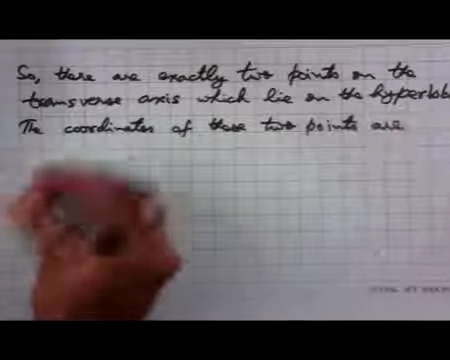 So, there are exactly two points on the
transverse axis which lie on the hyperbol
The coordinates of these two points are